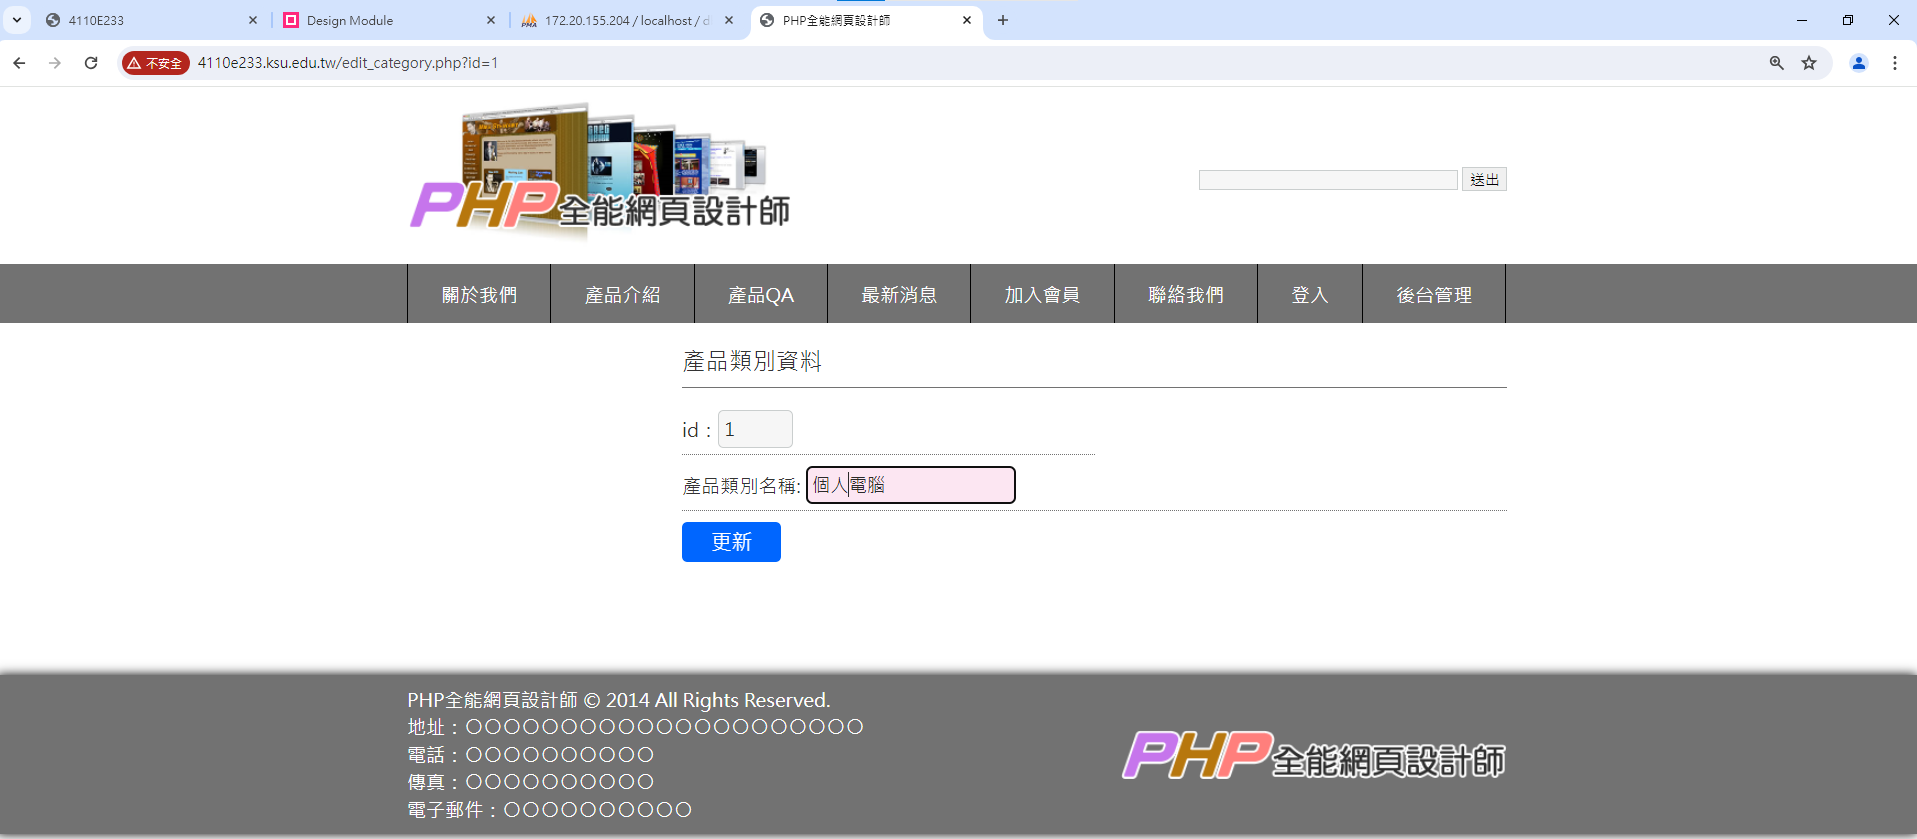 4110E233
Design Module
172.20.155.204 / localhost / d
PHP全能網頁設計師
不安全
4110e233.ksu.edu.tw/edit_category.php?id=1
PHP全能網頁設計師
送出
關於我們
產品介紹
產品QA
最新消息
加入會員
聯絡我們
登入
後台管理
產品類別資料
id：1
產品類別名稱: 個人電腦
更新
PHP全能網頁設計師 © 2014 All Rights Reserved.
地址：〇〇〇〇〇〇〇〇〇〇〇〇〇〇〇〇〇〇〇〇〇
電話：〇〇〇〇〇〇〇〇〇〇
傳真：〇〇〇〇〇〇〇〇〇〇
電子郵件：〇〇〇〇〇〇〇〇〇〇
PHP全能網頁設計師